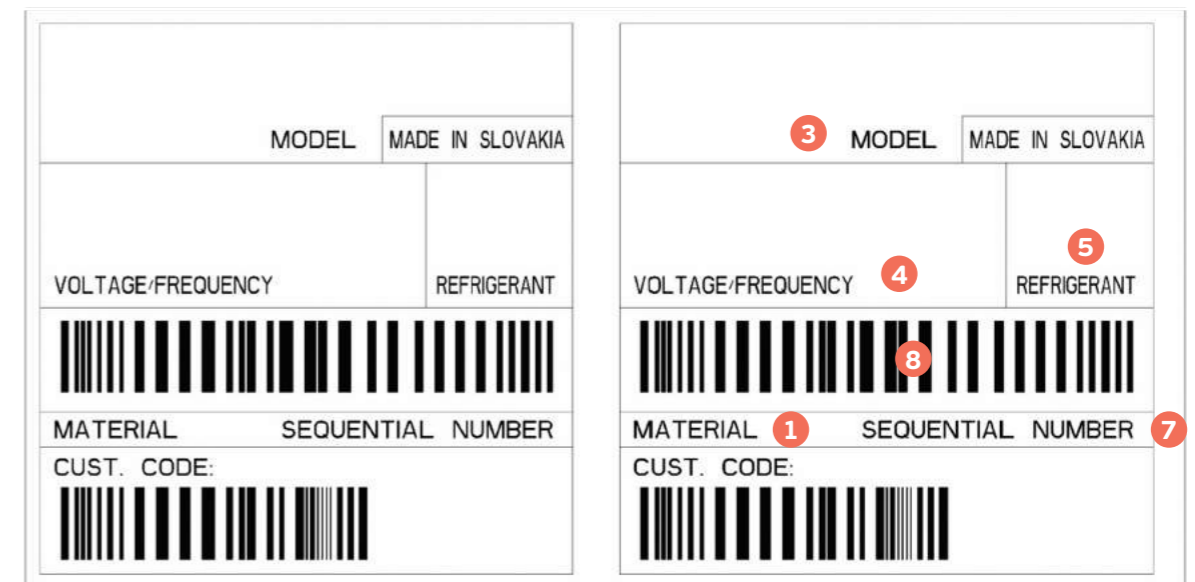 MODEL MADE IN SLOVAKIA
VOLTAGE/FREQUENCY REFRIGERANT
MATERIAL SEQUENTIAL NUMBER
CUST. CODE:
3 MODEL MADE IN SLOVAKIA
5
VOLTAGE/FREQUENCY 4 REFRIGERANT
8
MATERIAL 1 SEQUENTIAL NUMBER 7
CUST. CODE: